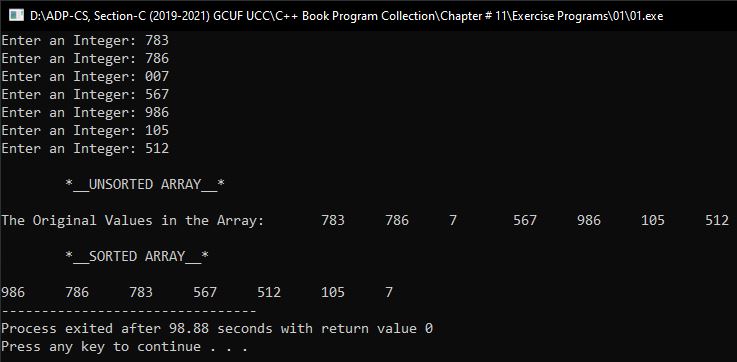 D:\ADP-CS, Section-C (2019-2021) GCUF UCC\C++ Book Program Collection\Chapter # 11\Exercise Programs\01\01.exe
Enter an Integer: 783
Enter an Integer: 786
Enter an Integer: 007
Enter an Integer: 567
Enter an Integer: 986
Enter an Integer: 105
Enter an Integer: 512
*__UNSORTED ARRAY__*
The Original Values in the Array: 783 786 7 567 986 105 512
*__SORTED ARRAY__*
986 786 783 567 512 105 7
--------------------------------
Process exited after 98.88 seconds with return value 0
Press any key to continue . . .